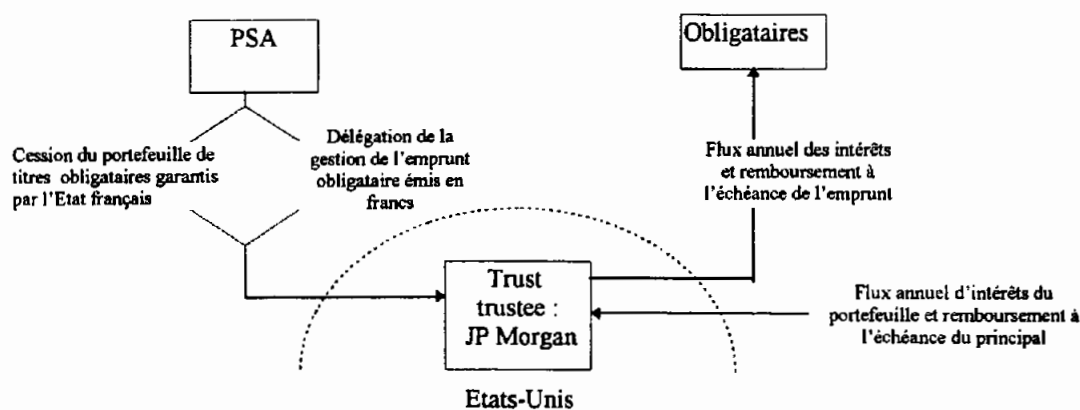 PSA
Obligataires
Cession du portefeuille de
titres obligataires garantis
par l'Etat français
Délégation de la
gestion de l'emprunt
obligataire émis en
francs
Flux annuel des intérêts
et remboursement à
l'échéance de l'emprunt
Trust
trustee :
JP Morgan
Flux annuel d'intérêts du
portefeuille et remboursement à
l'échéance du principal
Etats-Unis